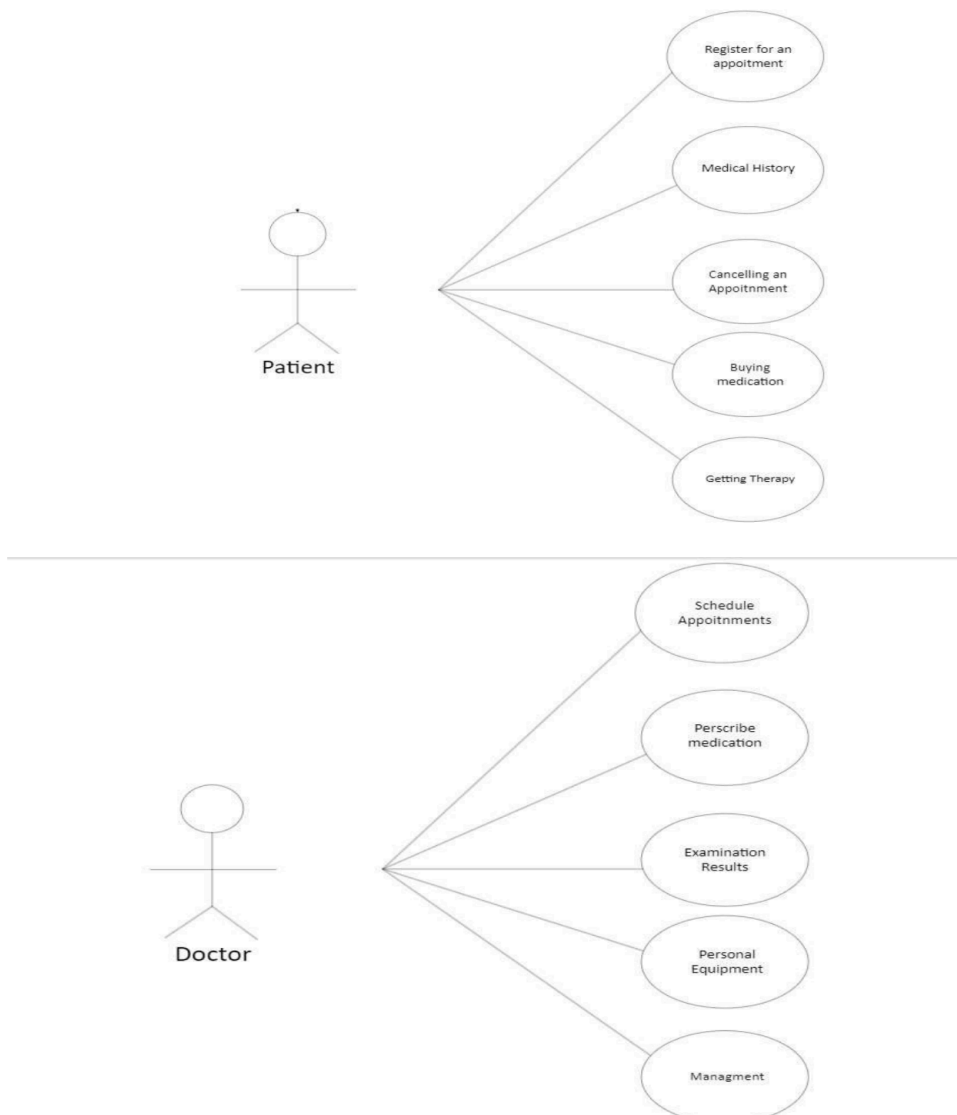 Register for an
appoitment
Medical History
Cancelling an
Appoitnment
Buying
medication
Getting Therapy
Patient
Schedule
Appoitnments
Perscribe
medication
Examination
Results
Personal
Equipment
Managment
Doctor